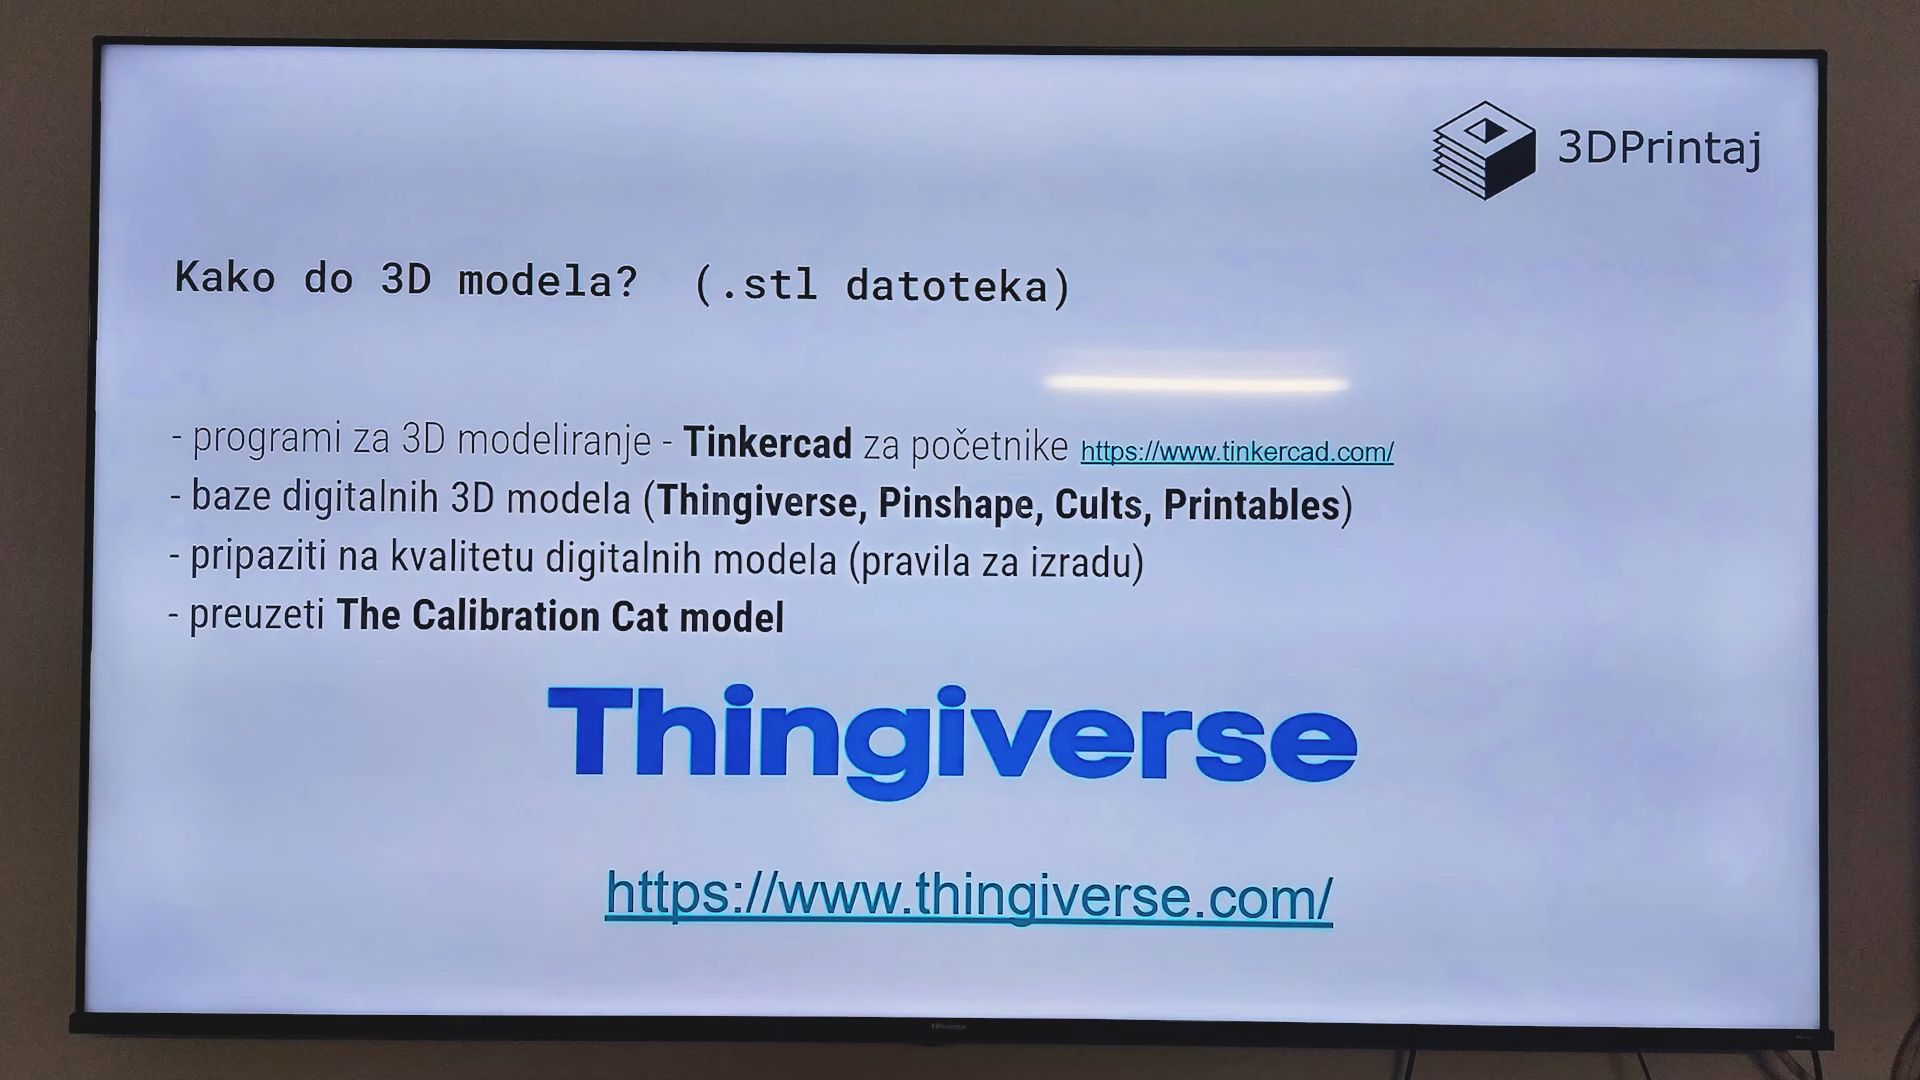 3DPrintaj
Kako do 3D modela? (.stl datoteka)
- programi za 3D modeliranje - Tinkercad za početnike https://www.tinkercad.com/
- baze digitalnih 3D modela (Thingiverse, Pinshape, Cults, Printables)
- pripaziti na kvalitetu digitalnih modela (pravila za izradu)
- preuzeti The Calibration Cat model
Thingiverse
https://www.thingiverse.com/
Hisense